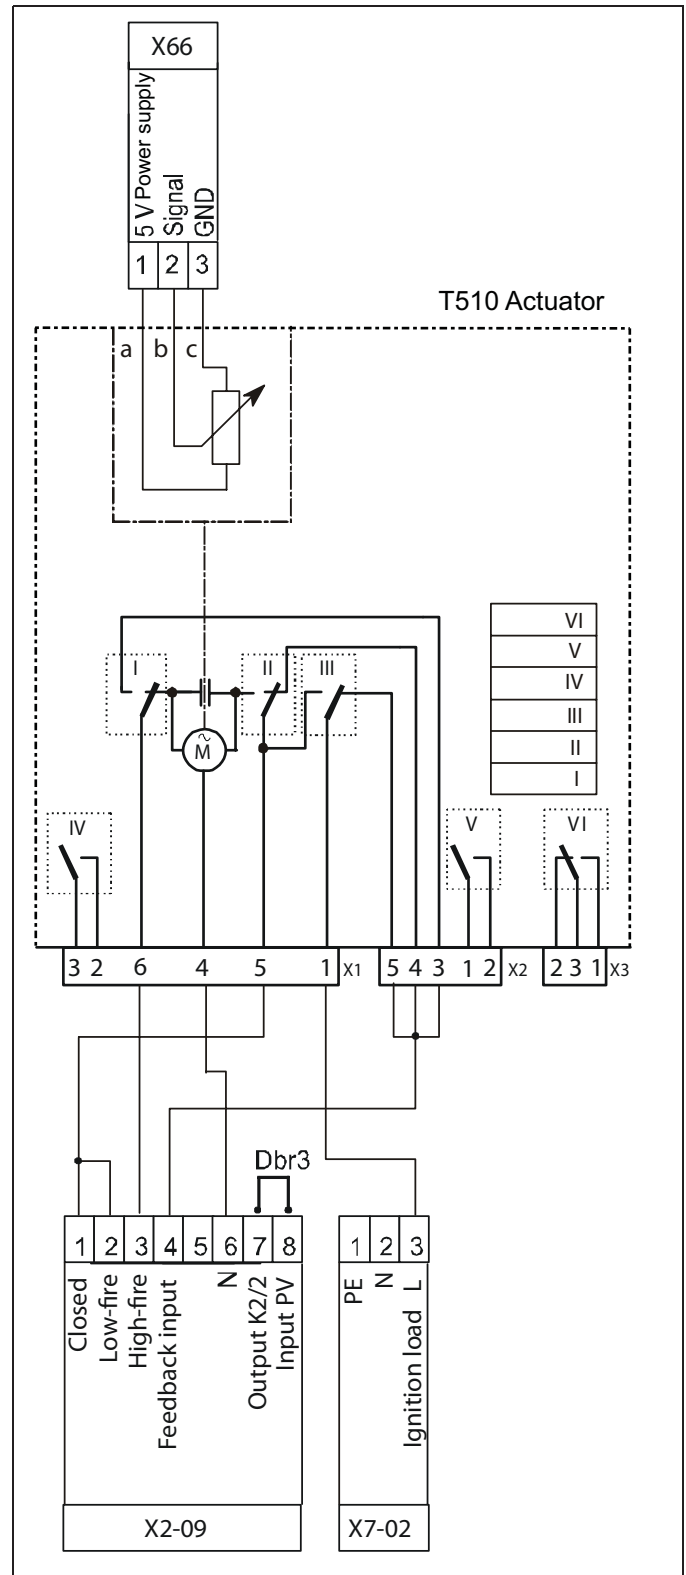 X66
5 V Power supply
Signal
GND
1 2 3
T510 Actuator
a b c
VI
V
IV
III
II
I
I II III
M
~
IV V VI
3 2 6 4 5 1 X1 5 4 3 1 2 X2 2 3 1 X3
Dbr3
1 2 3 4 5 6 7 8
Closed
Low-fire
High-fire
Feedback input
N
Output K2/2
Input PV
X2-09
1 2 3
PE
N
Ignition load L
X7-02